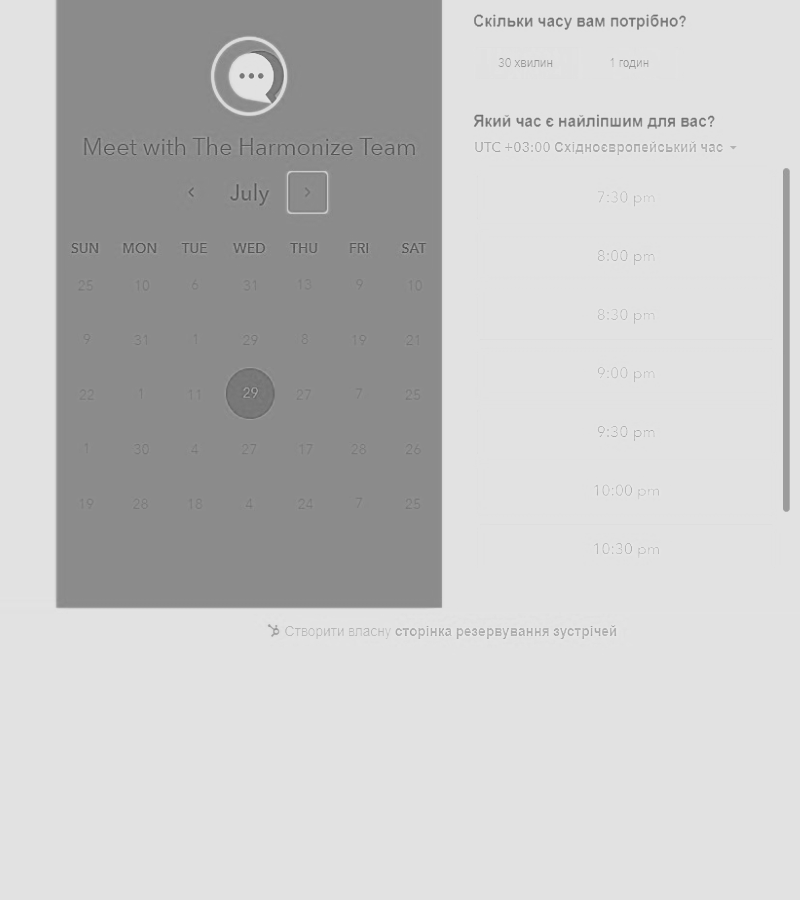 Meet with The Harmonize Team
July
SUN MON TUE WED THU FRI SAT
25 10 6 31 13 9 10
9 31 1 29 8 19 21
22 1 11 29 27 7 25
1 30 4 27 17 28 26
19 28 18 4 24 7 25
Скільки часу вам потрібно?
30 хвилин 1 годин
Який час є найліпшим для вас?
UTC +03:00 Східноєвропейський час
7:30 pm
8:00 pm
8:30 pm
9:00 pm
9:30 pm
10:00 pm
10:30 pm
Створити власну сторінка резервування зустрічей